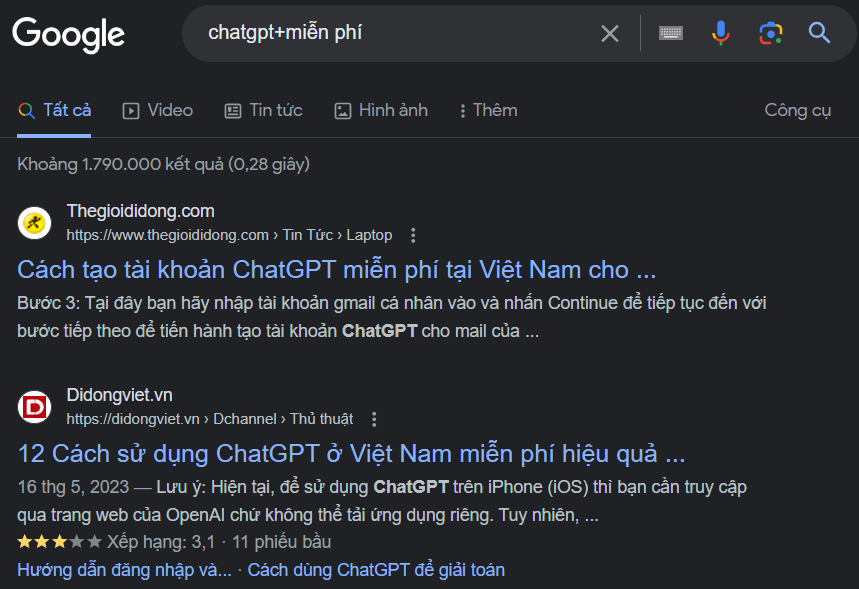 Google
chatgpt+miễn phí
Tất cả Video Tin tức Hình ảnh Thêm Công cụ
Khoảng 1.790.000 kết quả (0,28 giây)
Thegioididong.com
https://www.thegioididong.com › Tin Tức › Laptop
Cách tạo tài khoản ChatGPT miễn phí tại Việt Nam cho ...
Bước 3: Tại đây bạn hãy nhập tài khoản gmail cá nhân vào và nhấn Continue để tiếp tục đến với
bước tiếp theo để tiến hành tạo tài khoản ChatGPT cho mail của ...
Didongviet.vn
https://didongviet.vn › Dchannel › Thủ thuật
12 Cách sử dụng ChatGPT ở Việt Nam miễn phí hiệu quả ...
16 thg 5, 2023 — Lưu ý: Hiện tại, để sử dụng ChatGPT trên iPhone (iOS) thì bạn cần truy cập
qua trang web của OpenAI chứ không thể tải ứng dụng riêng. Tuy nhiên, ...
Xếp hạng: 3,1 · 11 phiếu bầu
Hướng dẫn đăng nhập và... · Cách dùng ChatGPT để giải toán